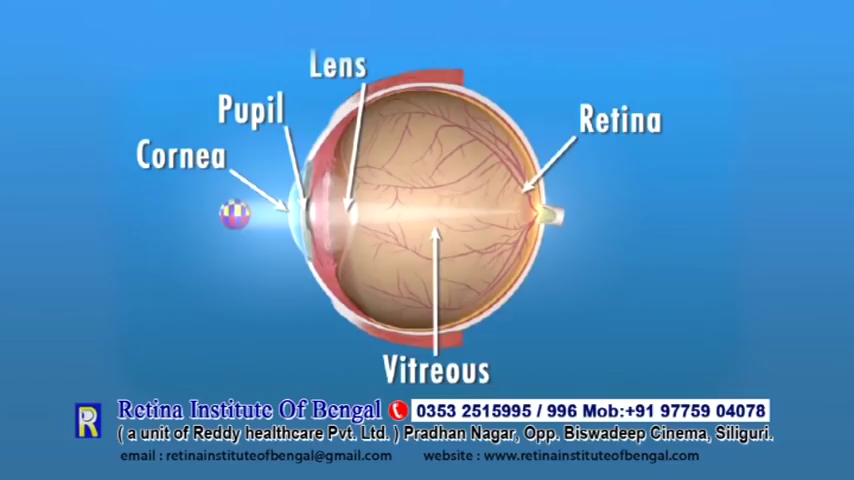 Lens
Pupil
Cornea
Retina
Vitreous
R Retina Institute Of Bengal 0353 2515995 / 996 Mob:+91 97759 04078
( a unit of Reddy healthcare Pvt. Ltd. ) Pradhan Nagar, Opp. Biswadeep Cinema, Siliguri.
email : retinainstituteofbengal@gmail.com website : www.retinainstituteofbengal.com